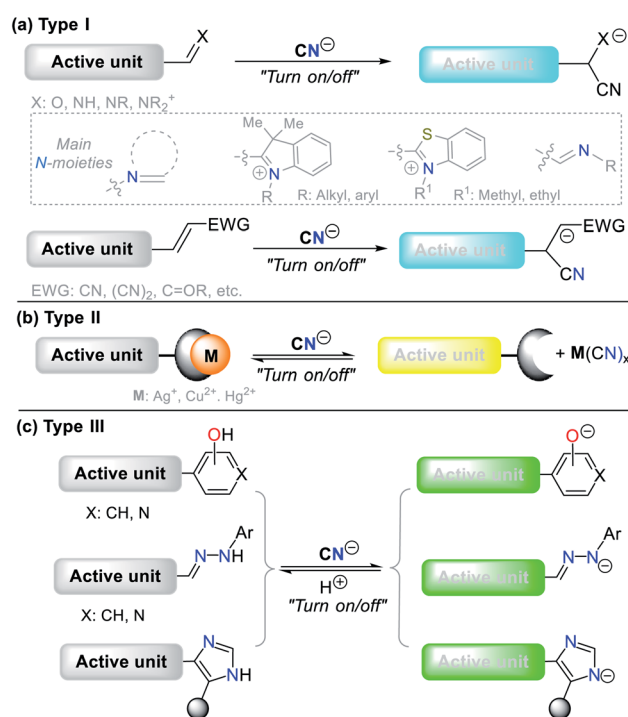 (a) Type I
X
Active unit
CN⊖
"Turn on/off"
Active unit
X⊖
CN
X: O, NH, NR, NR₂⁺
Main
N-moieties
N
Me Me
N
⊕
R
R: Alkyl, aryl
S
N
⊕
R¹
R¹: Methyl, ethyl
N
R
Active unit
EWG
CN⊖
"Turn on/off"
Active unit
⊖
EWG
CN
EWG: CN, (CN)₂, C=OR, etc.
(b) Type II
Active unit
M
CN⊖
"Turn on/off"
Active unit
+ M(CN)ₓ
M: Ag⁺, Cu²⁺. Hg²⁺
(c) Type III
OH
Active unit
X
X: CH, N
O⊖
Active unit
X
Active unit
N
N
H
Ar
X: CH, N
CN⊖
H⊕
"Turn on/off"
Active unit
N
N
⊖
Ar
Active unit
N
NH
Active unit
N
N⊖